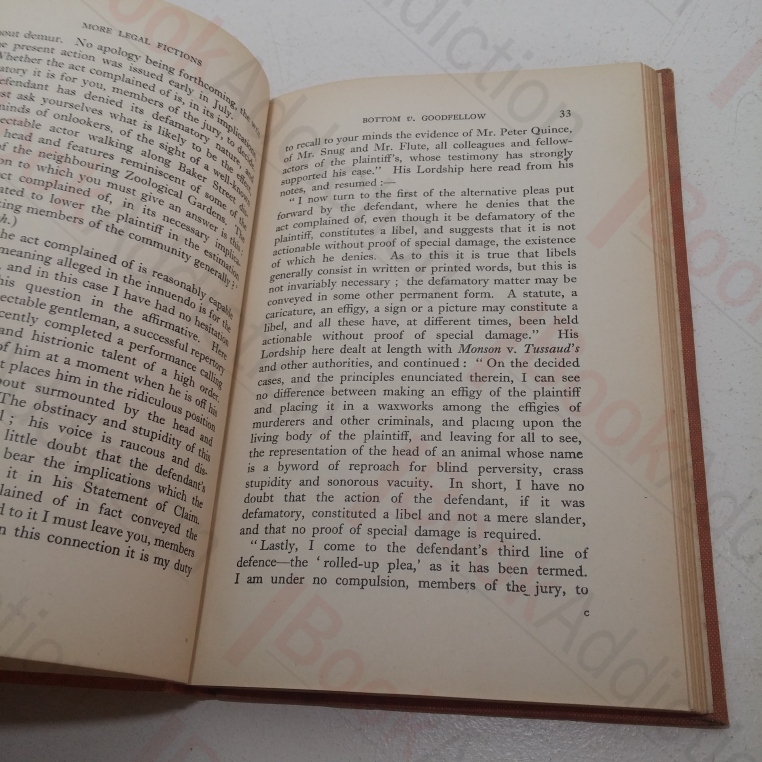 MORE LEGAL FICTIONS
out demur. No apology being forthcoming, the
present action was issued early in July.
Whether the act complained of is, in its implications,
atory it is for you, members of the jury, to decide
efendant has denied its defamatory nature, and
st ask yourselves what is likely to be the effect
minds of onlookers, of the sight of a well-known
ectable actor walking along Baker Street
head and features reminiscent of some of the
of the neighbouring Zoological Gardens. The
on to which you must give an answer is this:
ct complained of, in its necessary
ated to lower the plaintiff in the estimation
ting members of the community generally?"
h.)
he act complained of is reasonably capable
meaning alleged in the innuendo is for the
, and in this case I have had no hesitation
his question in the affirmative. Here
ectable gentleman, a successful repertory
cently completed a performance calling
and histrionic talent of a high order.
of him at a moment when he is off his
t places him in the ridiculous position
bout surmounted by the head and
The obstinacy and stupidity of this
l; his voice is raucous and dis-
little doubt that the defendant's
bear the implications which the
it in his Statement of Claim.
plained of in fact conveyed the
d to it I must leave you, members
n this connection it is my duty
BOTTOM v. GOODFELLOW 33
to recall to your minds the evidence of Mr. Peter Quince,
of Mr. Snug and Mr. Flute, all colleagues and fellow-
actors of the plaintiff's, whose testimony has strongly
supported his case." His Lordship here read from his
notes, and resumed:—
"I now turn to the first of the alternative pleas put
forward by the defendant, where he denies that the
act complained of, even though it be defamatory of the
plaintiff, constitutes a libel, and suggests that it is not
actionable without proof of special damage, the existence
of which he denies. As to this it is true that libels
generally consist in written or printed words, but this is
not invariably necessary; the defamatory matter may be
conveyed in some other permanent form. A statute, a
caricature, an effigy, a sign or a picture may constitute a
libel, and all these have, at different times, been held
actionable without proof of special damage." His
Lordship here dealt at length with Monson v. Tussaud's
and other authorities, and continued: "On the decided
cases, and the principles enunciated therein, I can see
no difference between making an effigy of the plaintiff
and placing it in a waxworks among the effigies of
murderers and other criminals, and placing upon the
living body of the plaintiff, and leaving for all to see,
the representation of the head of an animal whose name
is a byword of reproach for blind perversity, crass
stupidity and sonorous vacuity. In short, I have no
doubt that the action of the defendant, if it was
defamatory, constituted a libel and not a mere slander,
and that no proof of special damage is required.
"Lastly, I come to the defendant's third line of
defence—the 'rolled-up plea,' as it has been termed.
I am under no compulsion, members of the jury, to
c